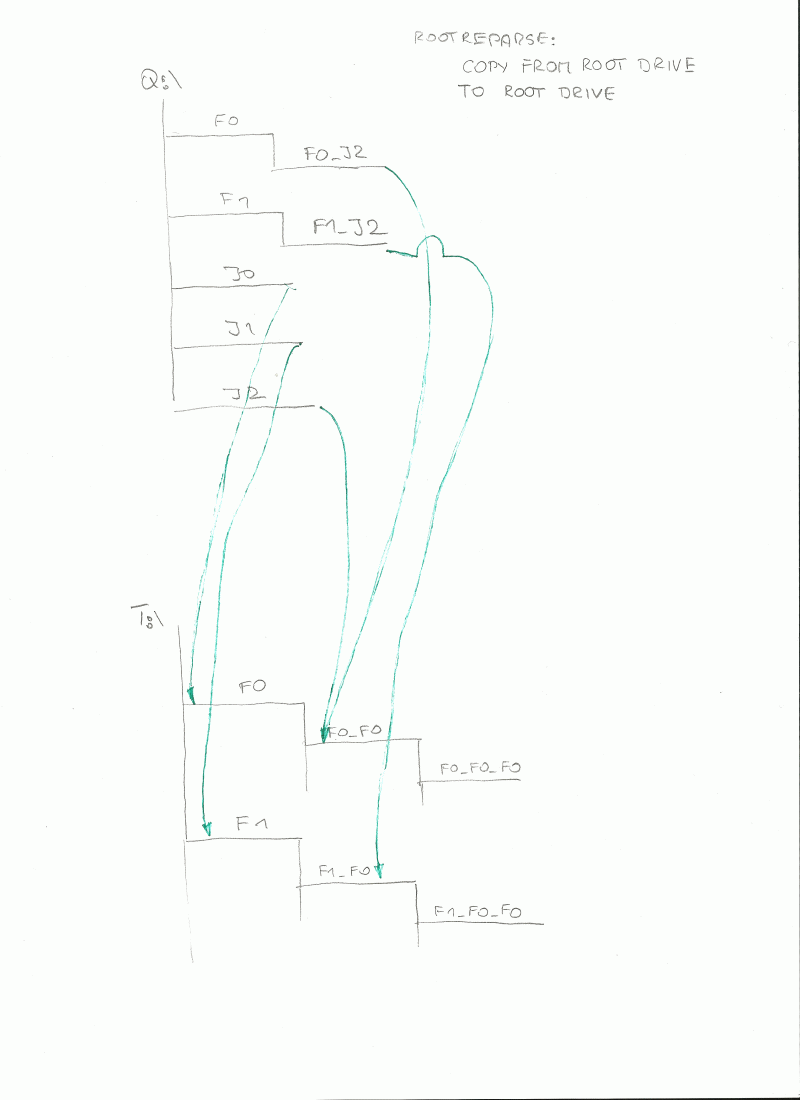 ROOTREPARSE:
COPY FROM ROOT DRIVE
TO ROOT DRIVE
Q:\
F0
F0_J2
F1
F1_J2
J0
J1
J2
T:\
F0
F0_F0
F0_F0_F0
F1
F1_F0
F1_F0_F0